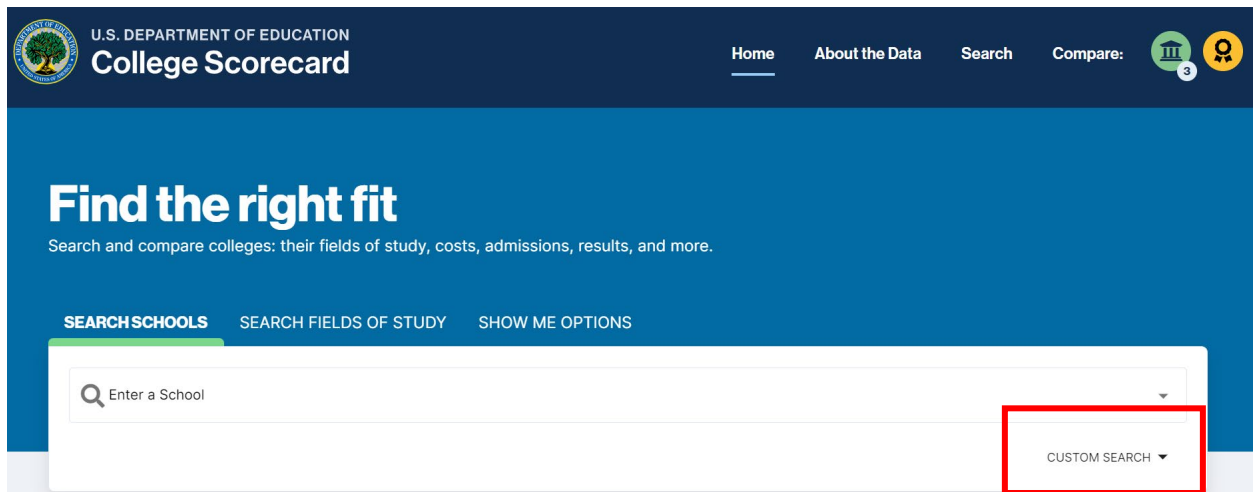 U.S. DEPARTMENT OF EDUCATION
College Scorecard
Home About the Data Search Compare:
3
Find the right fit
Search and compare colleges: their fields of study, costs, admissions, results, and more.
SEARCH SCHOOLS SEARCH FIELDS OF STUDY SHOW ME OPTIONS
Enter a School
CUSTOM SEARCH